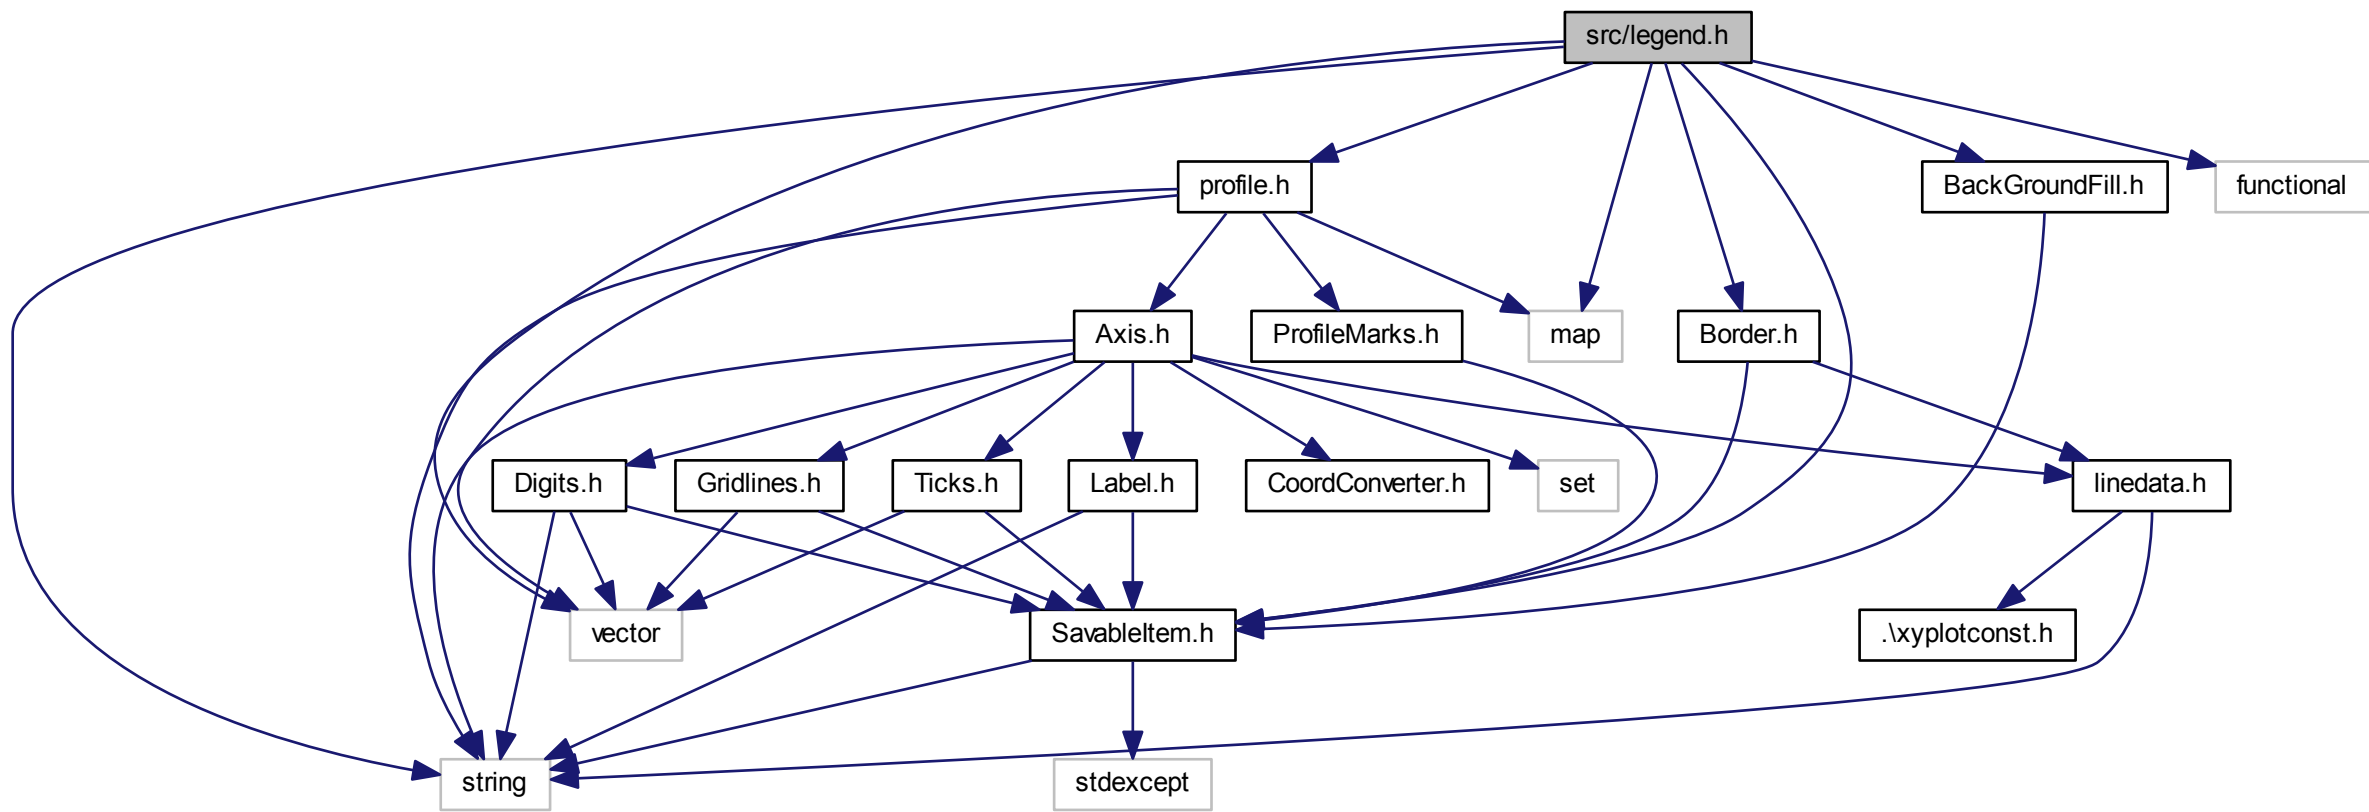 src/legend.h
profile.h
BackGroundFill.h
functional
Axis.h
ProfileMarks.h
map
Border.h
Digits.h
Gridlines.h
Ticks.h
Label.h
CoordConverter.h
set
linedata.h
vector
SavableItem.h
.\xyplotconst.h
string
stdexcept